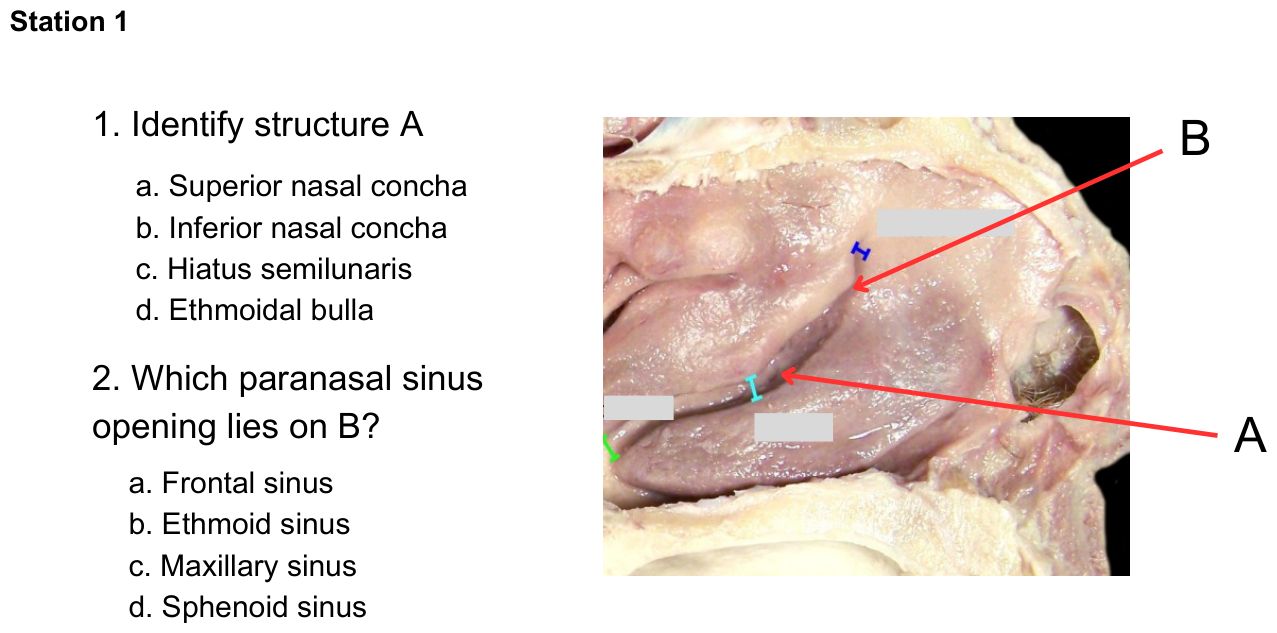 Station 1
1. Identify structure A
a. Superior nasal concha
b. Inferior nasal concha
c. Hiatus semilunaris
d. Ethmoidal bulla
2. Which paranasal sinus
opening lies on B?
a. Frontal sinus
b. Ethmoid sinus
c. Maxillary sinus
d. Sphenoid sinus
B
A